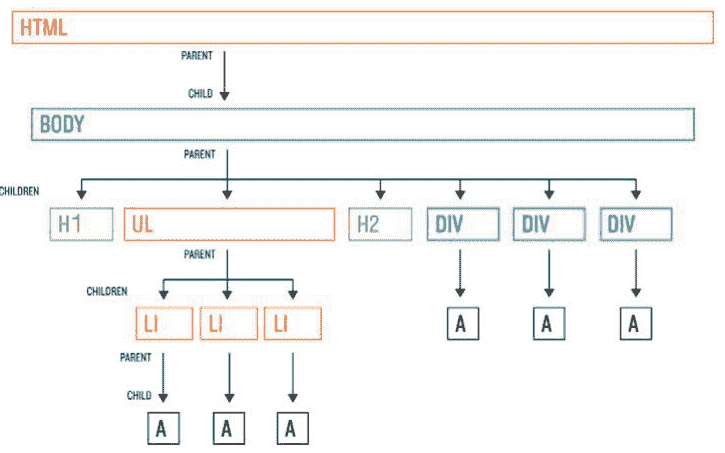 HTML
PARENT
CHILD
BODY
PARENT
CHILDREN
H1 UL H2 DIV DIV DIV
PARENT
CHILDREN
LI LI LI A A A
PARENT
CHILD
A A A